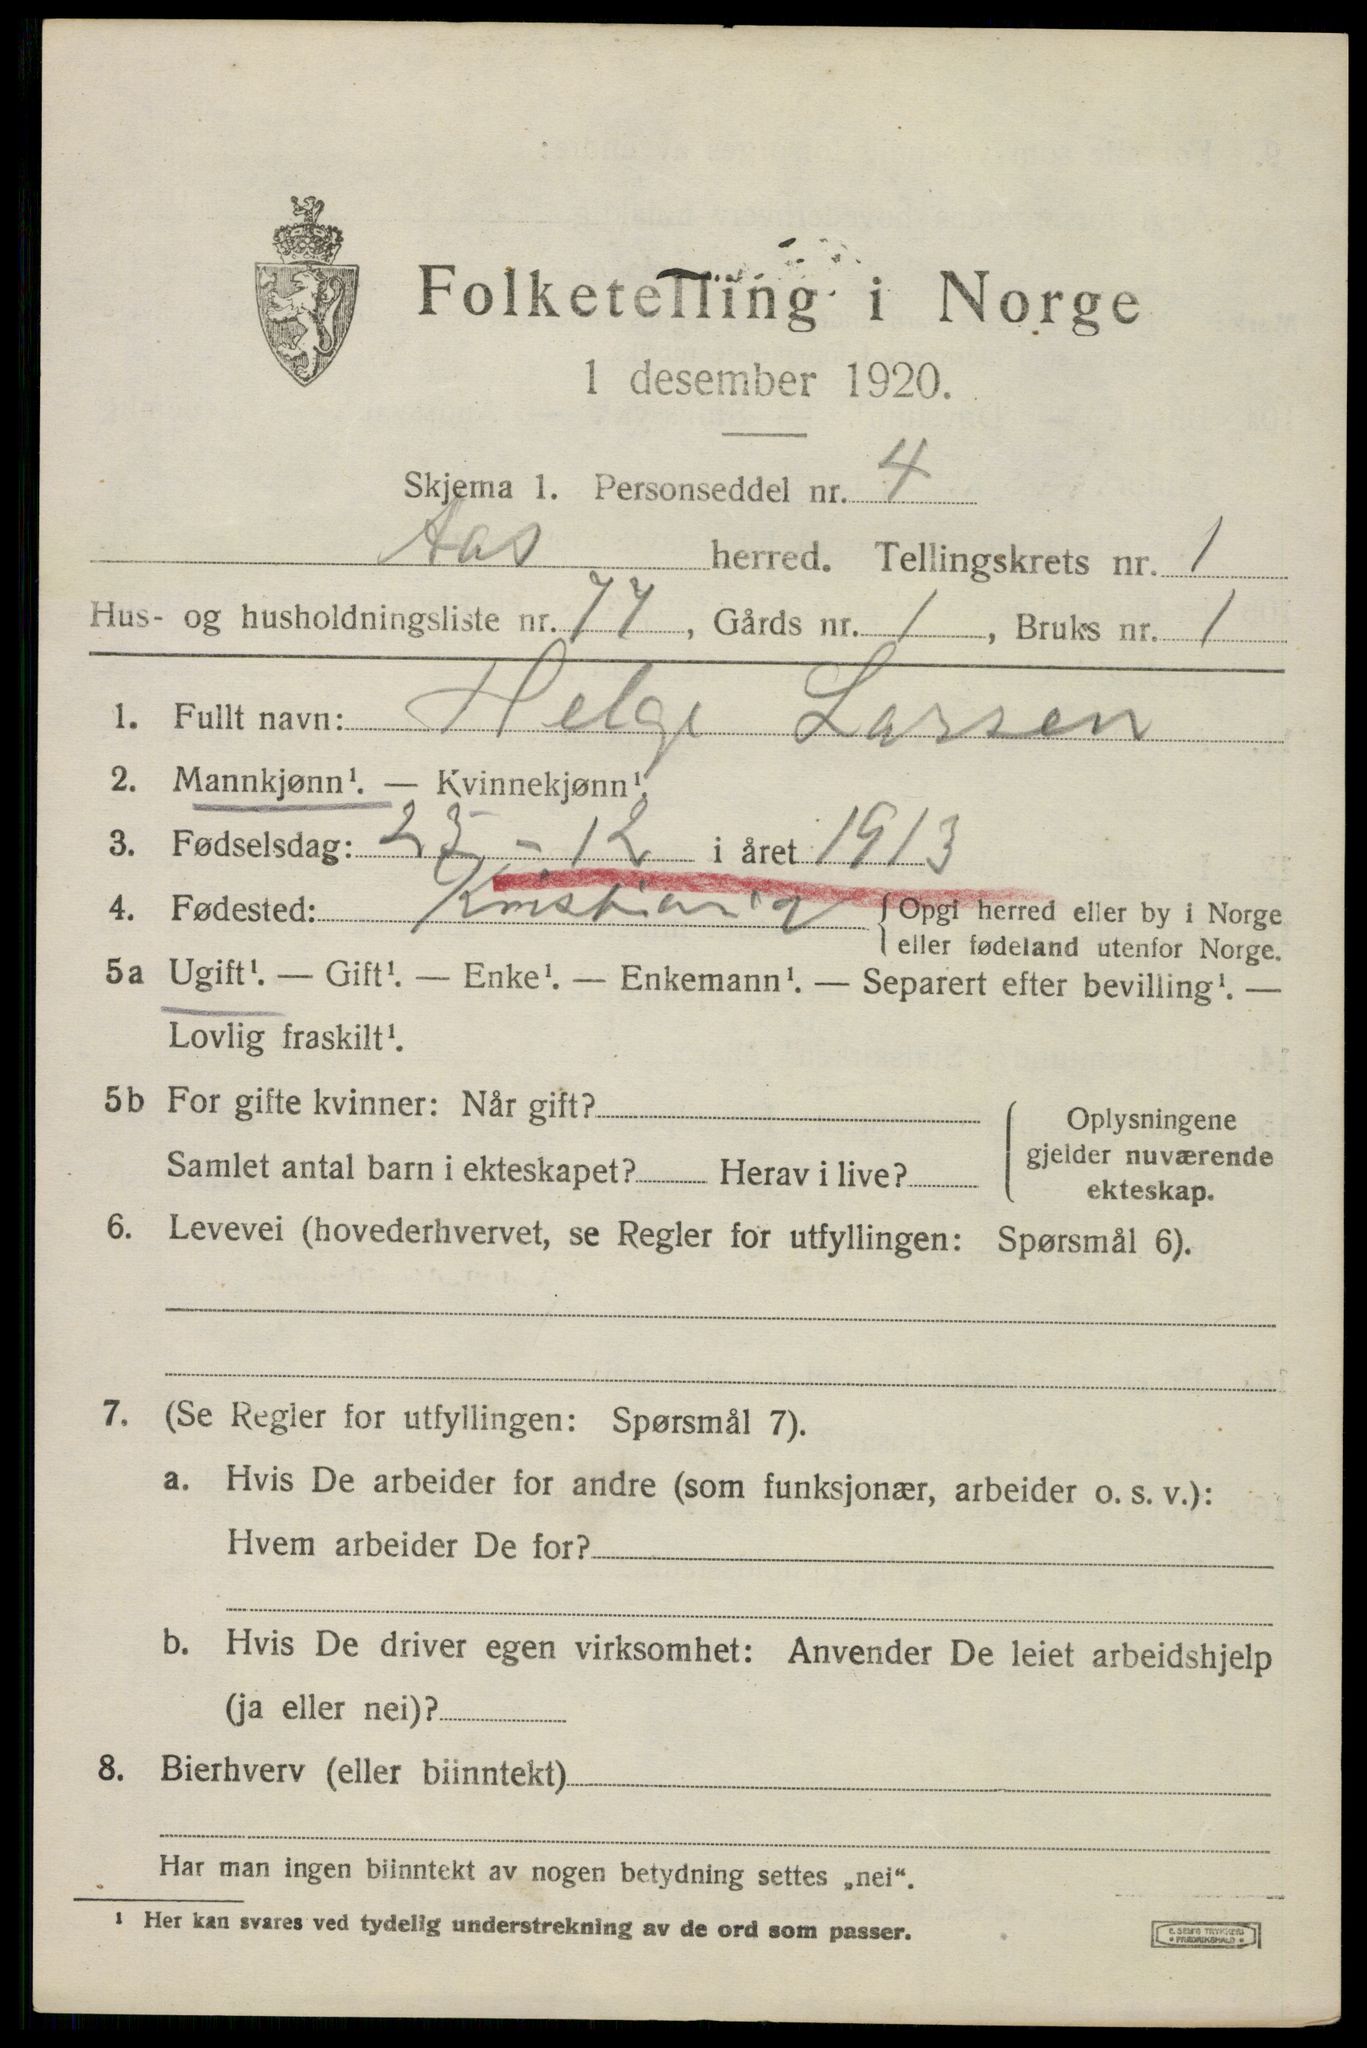 Folketelling i Norge
1 desember 1920.
Skjema 1. Personseddel nr. 4
Aas herred. Tellingskrets nr. 1
Hus- og husholdningsliste nr. 77, Gårds nr. 1, Bruks nr. 1
1. Fullt navn: Helge Larsen
2. Mannkjønn¹. — Kvinnekjønn¹.
3. Fødselsdag: 23 - 12 i året 1913
4. Fødested: Kristiania {Opgi herred eller by i Norge
eller fødeland utenfor Norge.
5a Ugift¹. — Gift¹. — Enke¹. — Enkemann¹. — Separert efter bevilling¹. —
Lovlig fraskilt¹.
5b For gifte kvinner: Når gift?
Samlet antal barn i ekteskapet? Herav i live?
Oplysningene
gjelder nuværende
ekteskap.
6. Levevei (hovederhvervet, se Regler for utfyllingen: Spørsmål 6).
7. (Se Regler for utfyllingen: Spørsmål 7).
a. Hvis De arbeider for andre (som funksjonær, arbeider o. s. v.):
Hvem arbeider De for?
b. Hvis De driver egen virksomhet: Anvender De leiet arbeidshjelp
(ja eller nei)?
8. Bierhverv (eller biinntekt)
Har man ingen biinntekt av nogen betydning settes „nei“.
¹ Her kan svares ved tydelig understrekning av de ord som passer.
E. SEMS TRYKKERI
• FREDRIKSHALD •